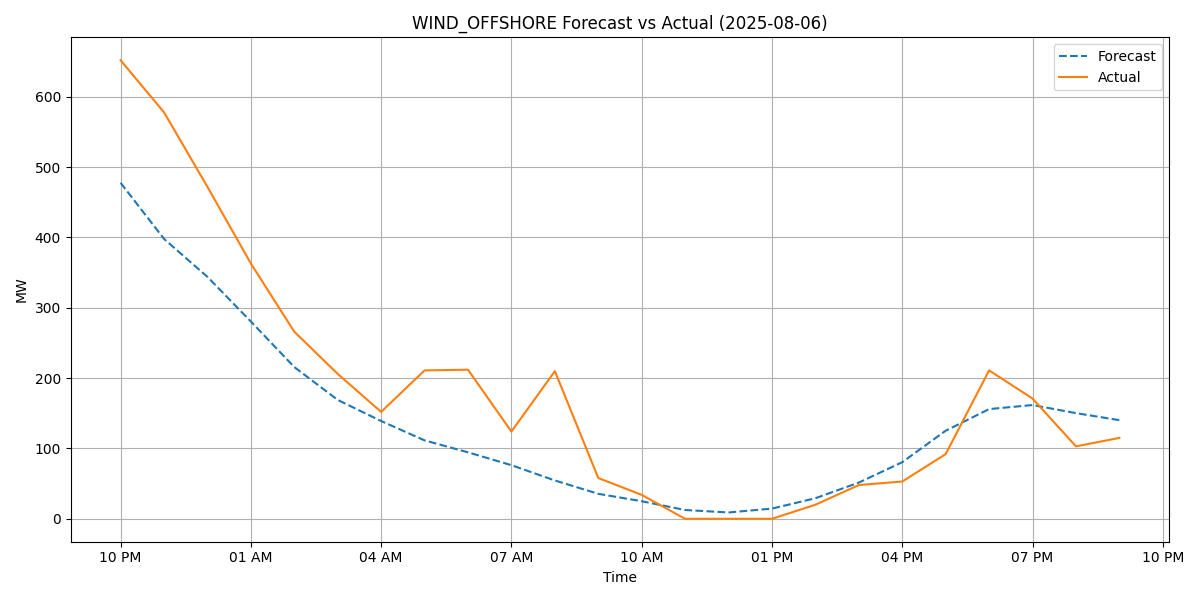 WIND_OFFSHORE Forecast vs Actual (2025-08-06)
Forecast
Actual
MW
600
500
400
300
200
100
0
10 PM 01 AM 04 AM 07 AM 10 AM 01 PM 04 PM 07 PM 10 PM
Time